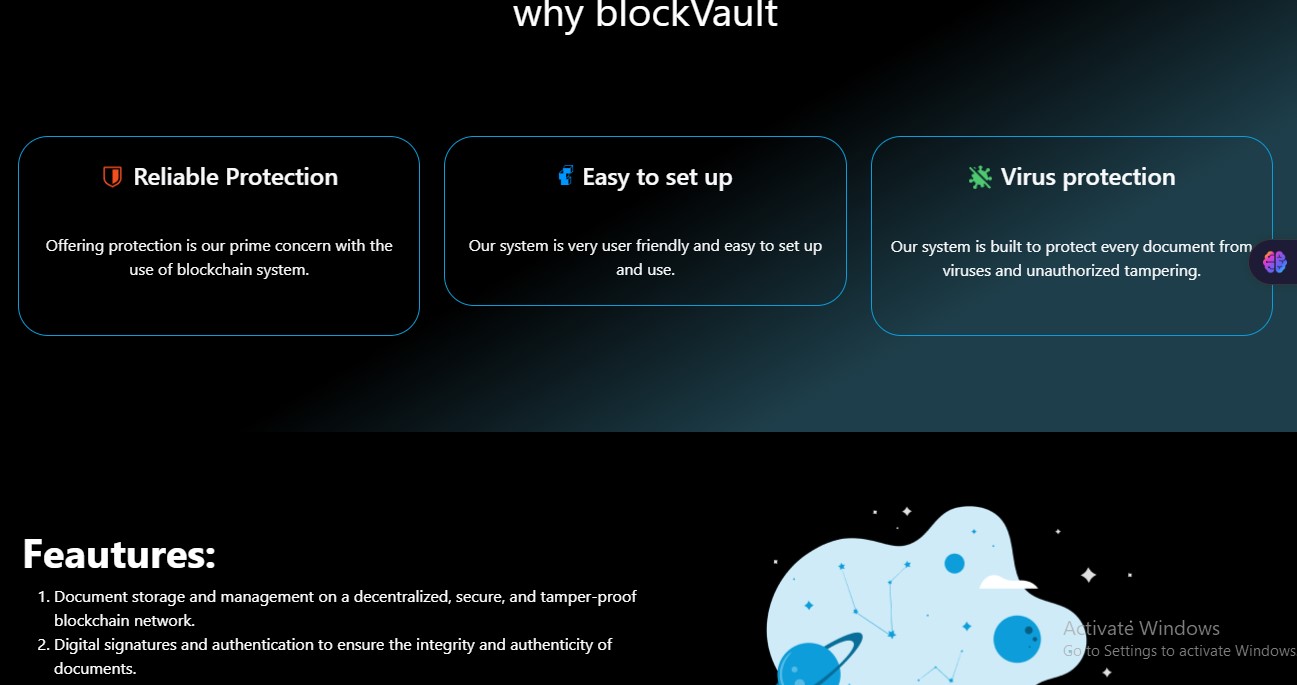 why blockVault
Reliable Protection
Offering protection is our prime concern with the
use of blockchain system.
Easy to set up
Our system is very user friendly and easy to set up
and use.
Virus protection
Our system is built to protect every document from
viruses and unauthorized tampering.
Feautures:
1. Document storage and management on a decentralized, secure, and tamper-proof
blockchain network.
2. Digital signatures and authentication to ensure the integrity and authenticity of
documents.
Activate Windows
Go to Settings to activate Windows.